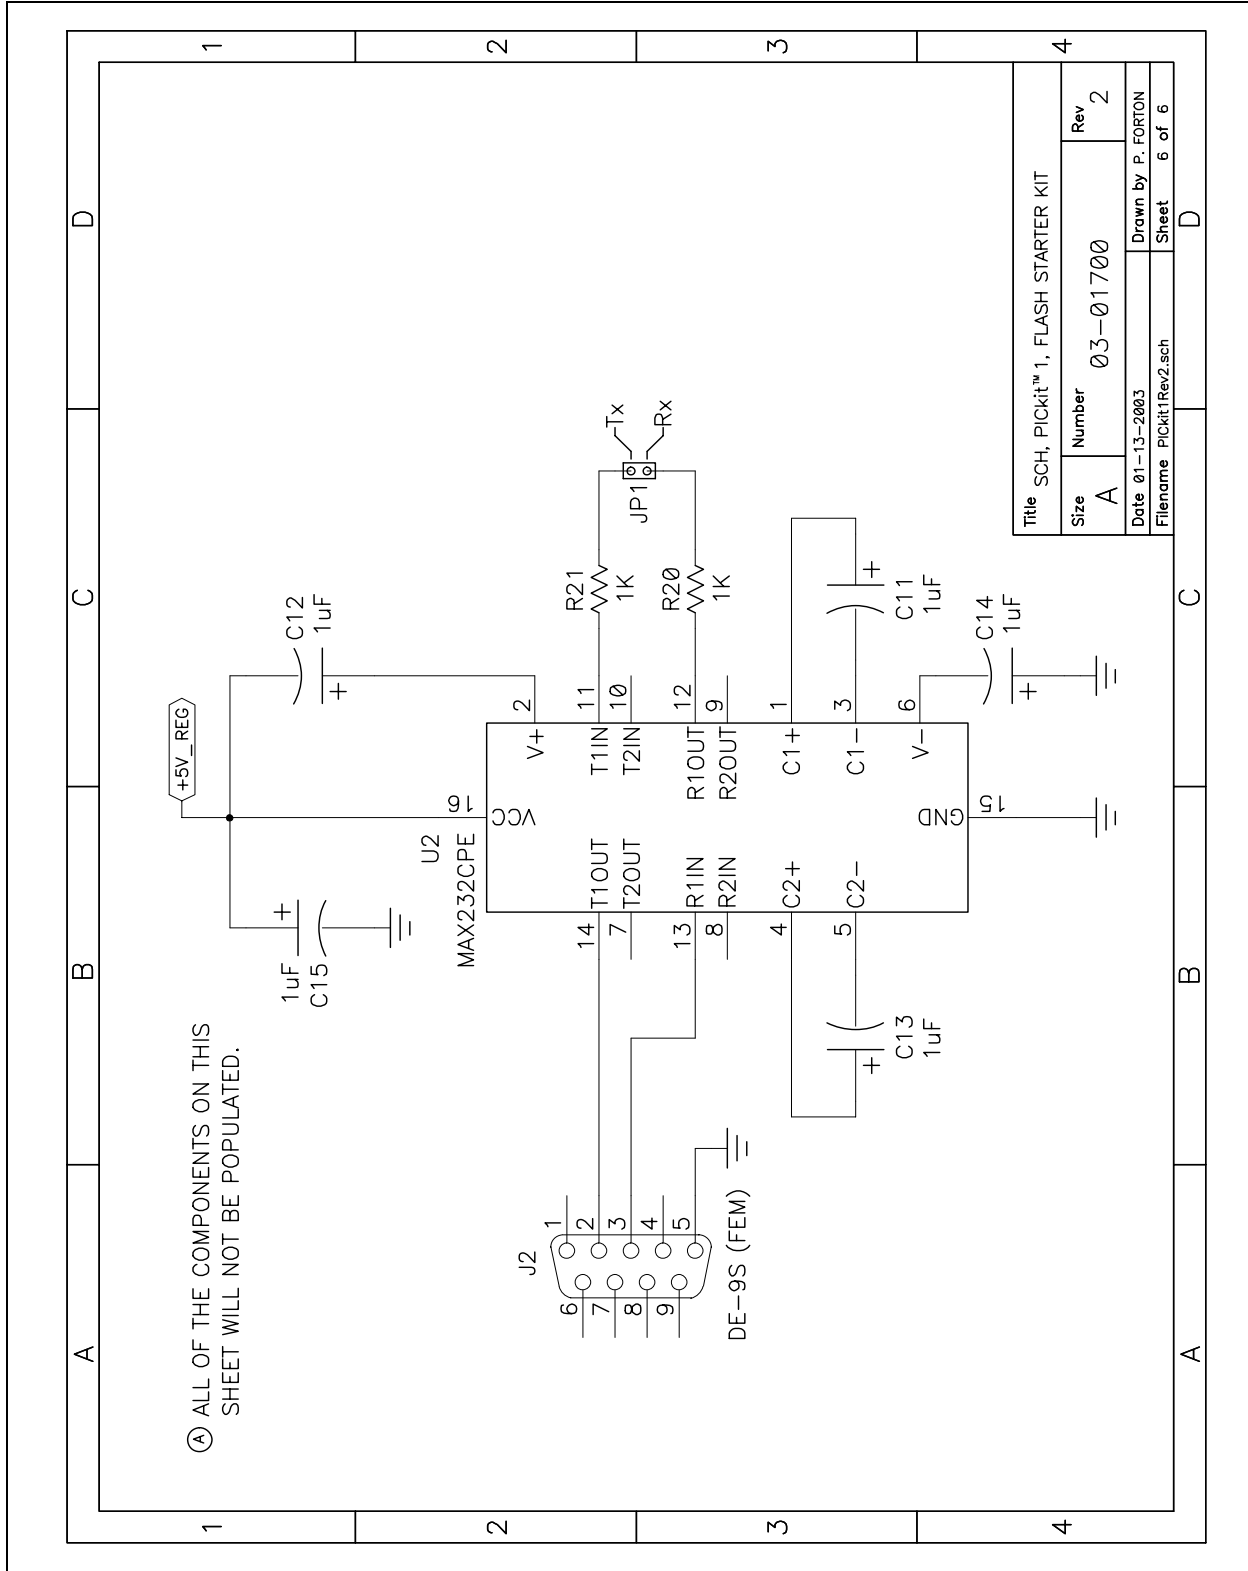 1
2
3
4
A
B
C
D
Ⓐ ALL OF THE COMPONENTS ON THIS
SHEET WILL NOT BE POPULATED.
+5V_REG
1uF
C15
C12
1uF
U2
MAX232CPE
16
VCC
V+
2
14
T1OUT
T1IN
11
7
T2OUT
T2IN
10
13
R1IN
R1OUT
12
8
R2IN
R2OUT
9
4
C2+
C1+
1
5
C2-
C1-
3
V-
6
GND
15
R21
1K
R20
1K
JP1
Tx
Rx
C11
1uF
C13
1uF
C14
1uF
J2
1
2
3
4
5
6
7
8
9
DE-9S (FEM)
Title SCH, PICkit™ 1, FLASH STARTER KIT
Size A
Number 03-01700
Rev 2
Date 01-13-2003
Drawn by P. FORTON
Filename PICkit1Rev2.sch
Sheet 6 of 6
1
2
3
4
A
B
C
D